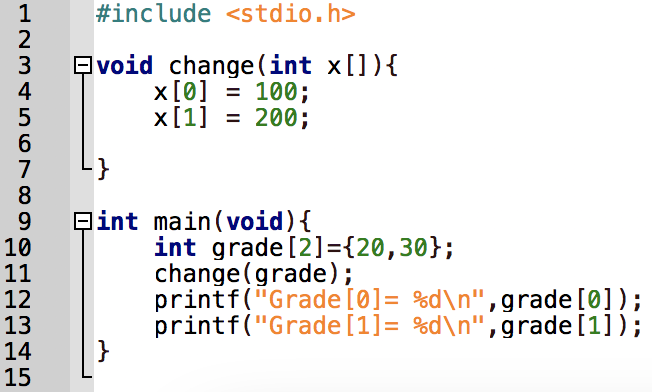 1 #include <stdio.h>
2
3 void change(int x[]){
4     x[0] = 100;
5     x[1] = 200;
6
7 }
8
9 int main(void){
10     int grade[2]={20,30};
11     change(grade);
12     printf("Grade[0]= %d\n",grade[0]);
13     printf("Grade[1]= %d\n",grade[1]);
14 }
15